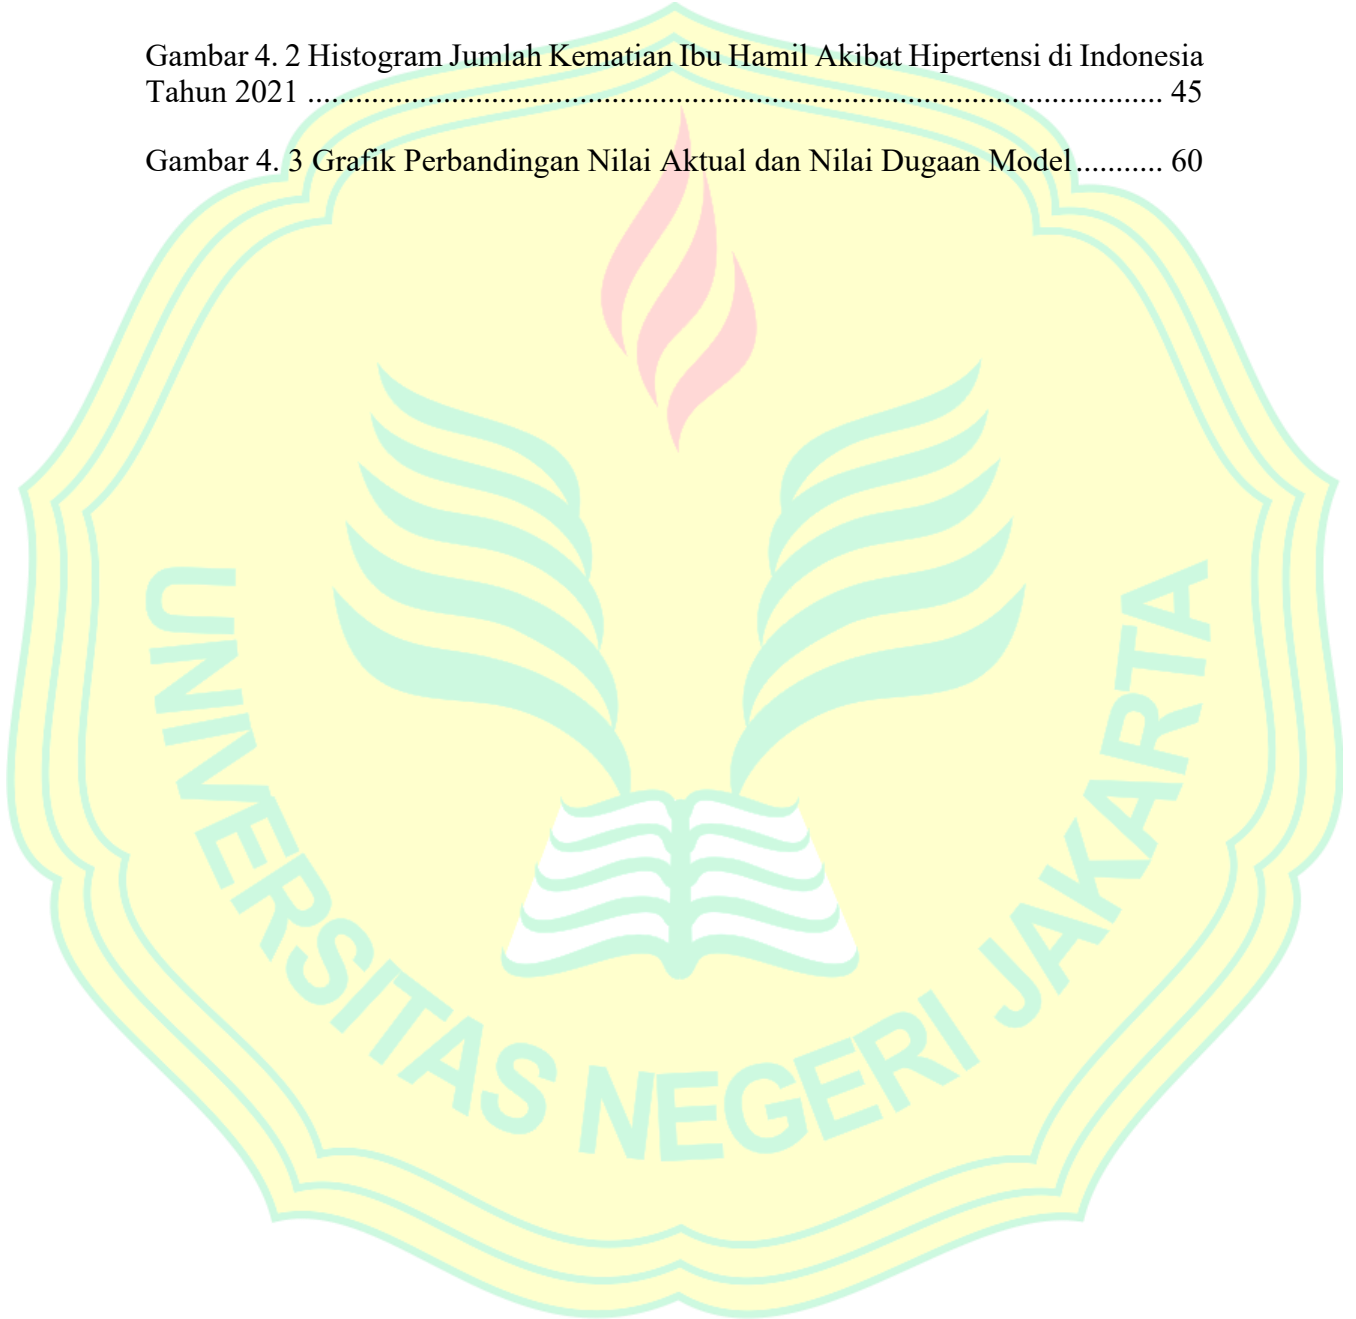 Gambar 4. 2 Histogram Jumlah Kematian Ibu Hamil Akibat Hipertensi di Indonesia
Tahun 2021 ........................................................................................... 45
Gambar 4. 3 Grafik Perbandingan Nilai Aktual dan Nilai Dugaan Model ........... 60
UNIVERSITAS NEGERI JAKARTA